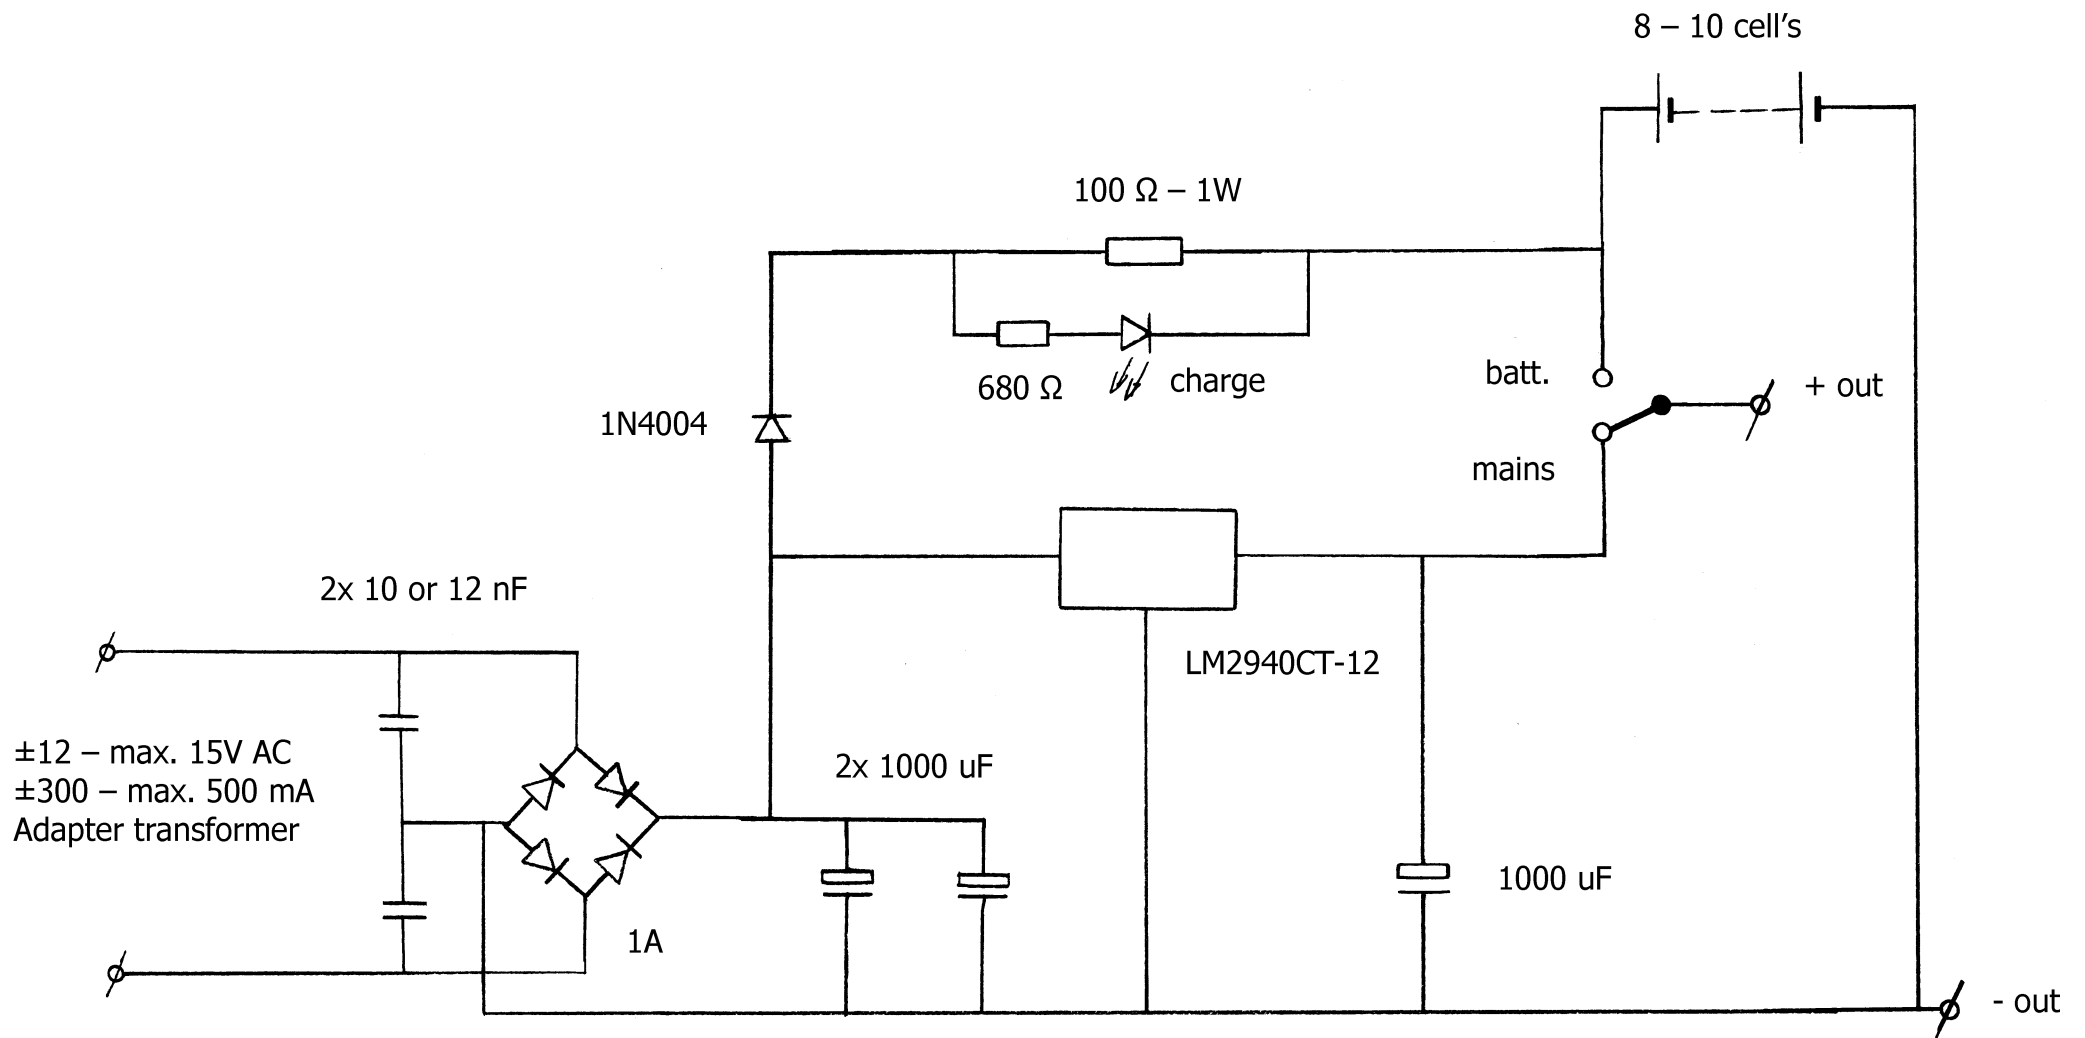 8 – 10 cell's
100 Ω – 1W
680 Ω
charge
batt.
+ out
1N4004
mains
2x 10 or 12 nF
LM2940CT-12
±12 – max. 15V AC
±300 – max. 500 mA
Adapter transformer
2x 1000 uF
1000 uF
1A
- out